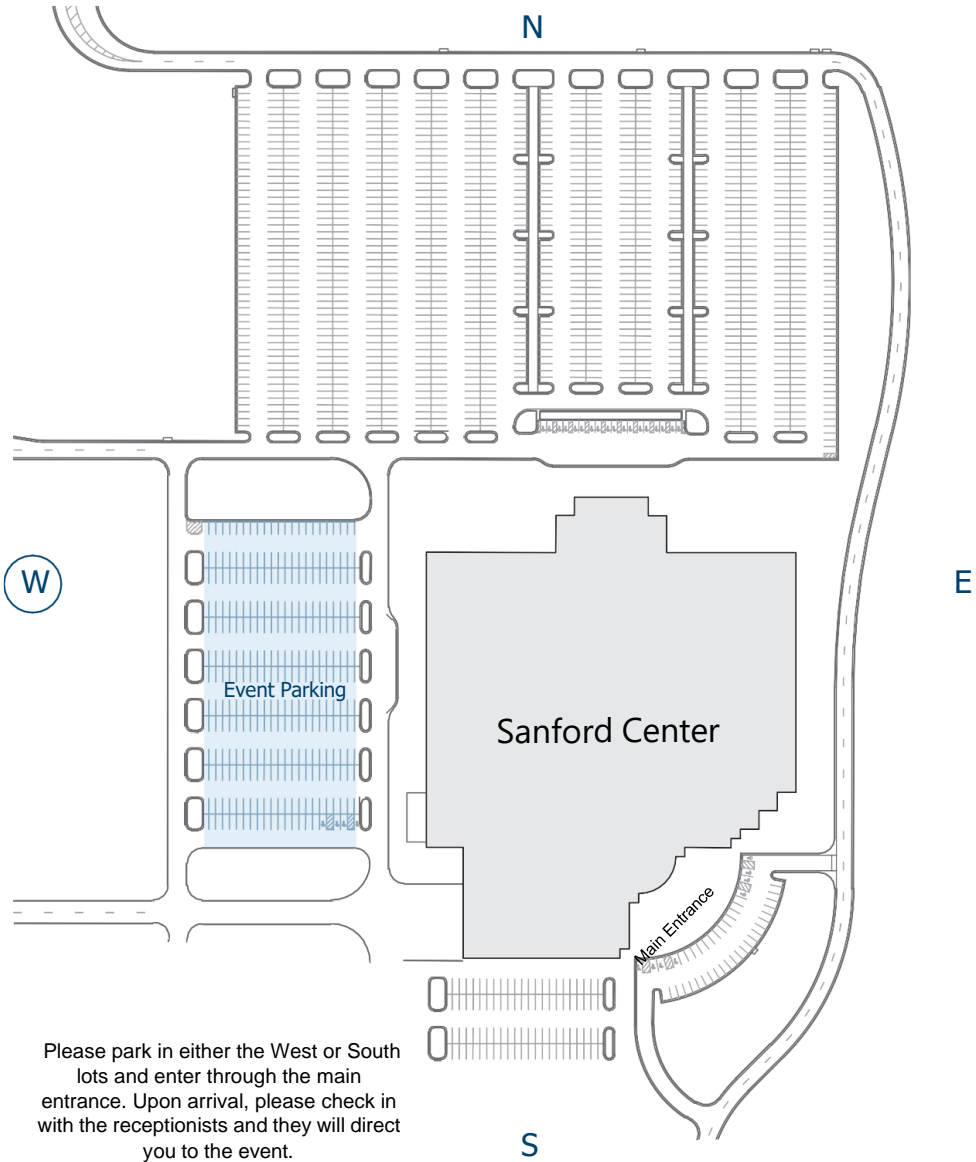 N
W
E
Event Parking
Sanford Center
Main Entrance
Please park in either the West or South
lots and enter through the main
entrance. Upon arrival, please check in
with the receptionists and they will direct
you to the event.
S